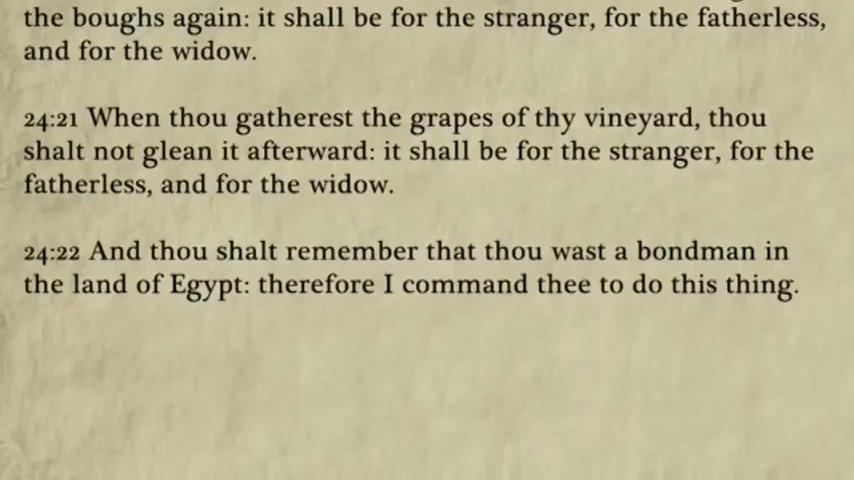 the boughs again: it shall be for the stranger, for the fatherless,
and for the widow.
24:21 When thou gatherest the grapes of thy vineyard, thou
shalt not glean it afterward: it shall be for the stranger, for the
fatherless, and for the widow.
24:22 And thou shalt remember that thou wast a bondman in
the land of Egypt: therefore I command thee to do this thing.